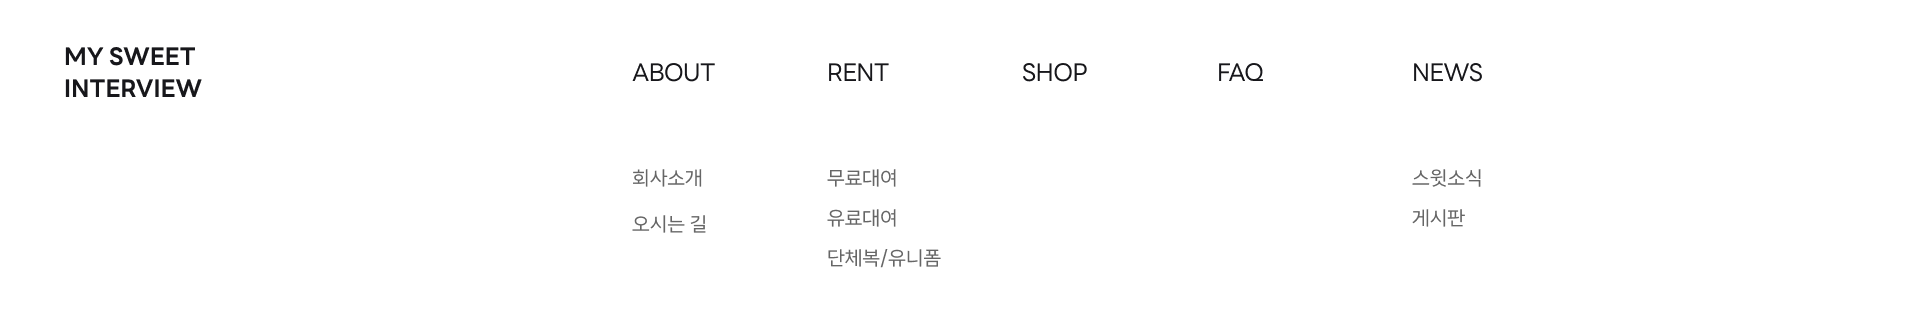 MY SWEET
INTERVIEW
ABOUT
RENT
SHOP
FAQ
NEWS
회사소개
오시는 길
무료대여
유료대여
단체복/유니폼
스윗소식
게시판